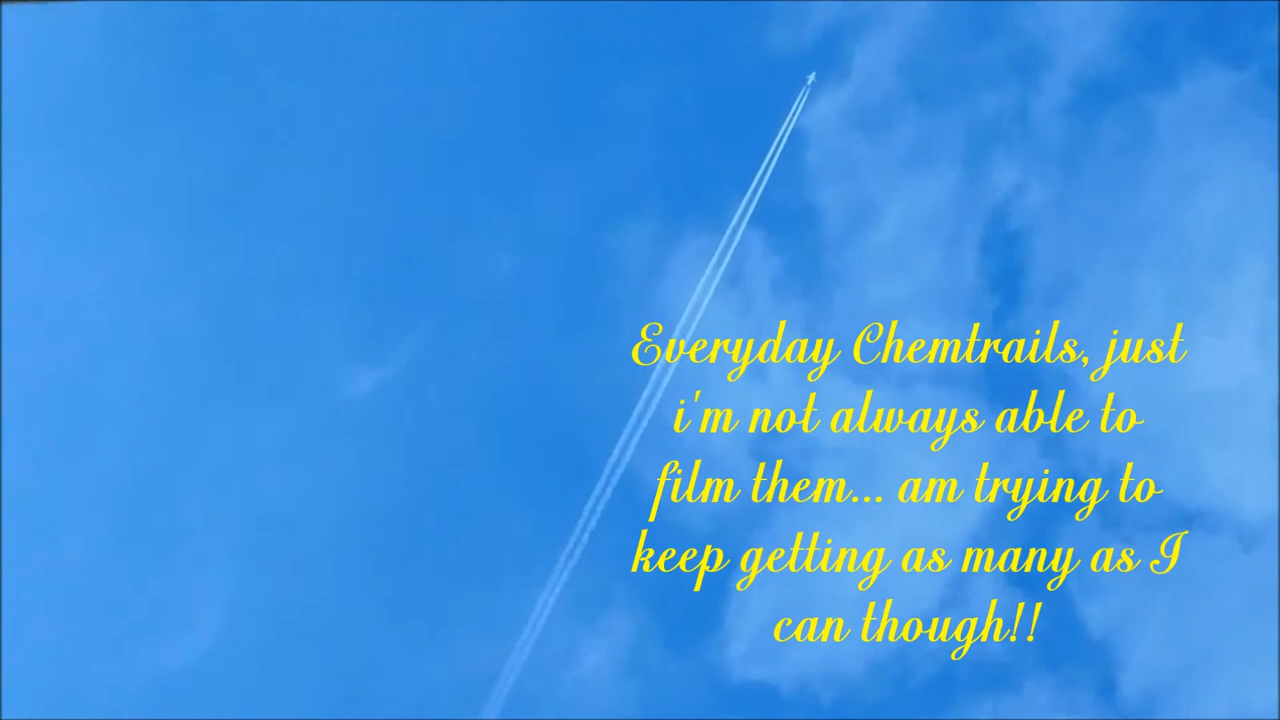 Everyday Chemtrails, just
i'm not always able to
film them... am trying to
keep getting as many as I
can though!!